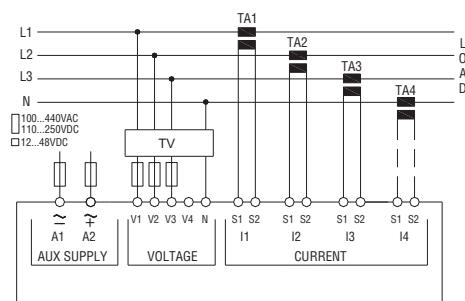 TA1
L1
TA2
L2
TA3
L3
TA4
N
L
O
A
D
100...440VAC
110...250VDC
12...48VDC
TV
V1 V2 V3 V4 N
S1 S2 S1 S2 S1 S2 S1 S2
A1 A2
I1 I2 I3 I4
AUX SUPPLY VOLTAGE CURRENT